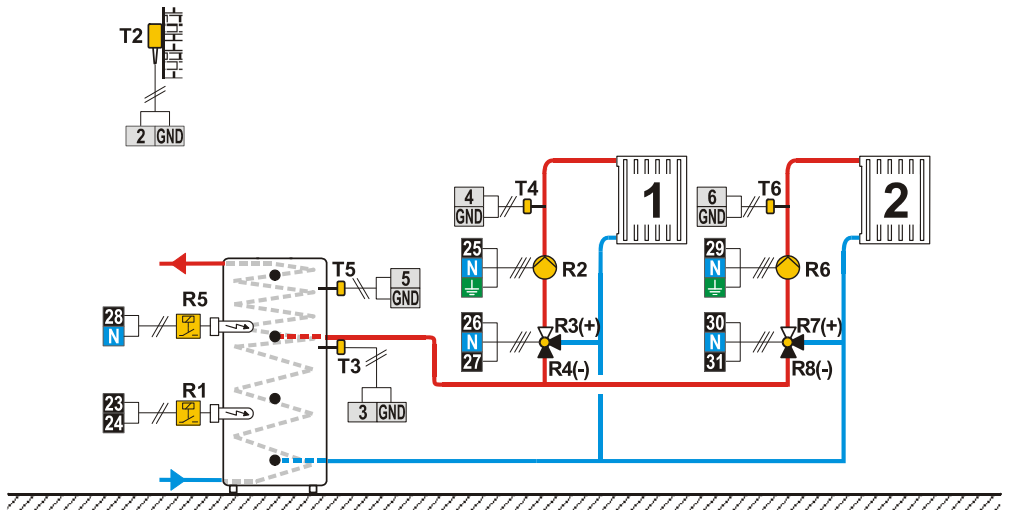 T2
2 GND
4
GND
T4
1
6
GND
T6
2
25
N
R2
29
N
R6
T5
5
GND
28
N
R5
26
N
27
R3(+)
R4(-)
30
N
31
R7(+)
R8(-)
T3
23
24
R1
3 GND